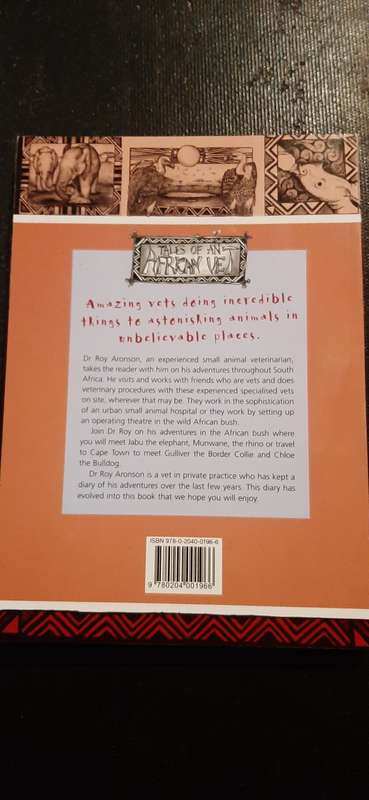 TALES OF AN
AFRICAN VET
Amazing vets doing incredible
things to astonishing animals in
unbelievable places.
Dr Roy Aronson, an experienced small animal veterinarian,
takes the reader with him on his adventures throughout South
Africa. He visits and works with friends who are vets and does
veterinary procedures with these experienced specialised vets
on site, wherever that may be. They work in the sophistication
of an urban small animal hospital or they work by setting up
an operating theatre in the wild African bush.
Join Dr Roy on his adventures in the African bush where
you will meet Jabu the elephant, Munwane, the rhino or travel
to Cape Town to meet Gulliver the Border Collie and Chloe
the Bulldog.
Dr Roy Aronson is a vet in private practice who has kept a
diary of his adventures over the last few years. This diary has
evolved into this book that we hope you will enjoy.
ISBN 978-0-2040-0196-6
9 780204 001966